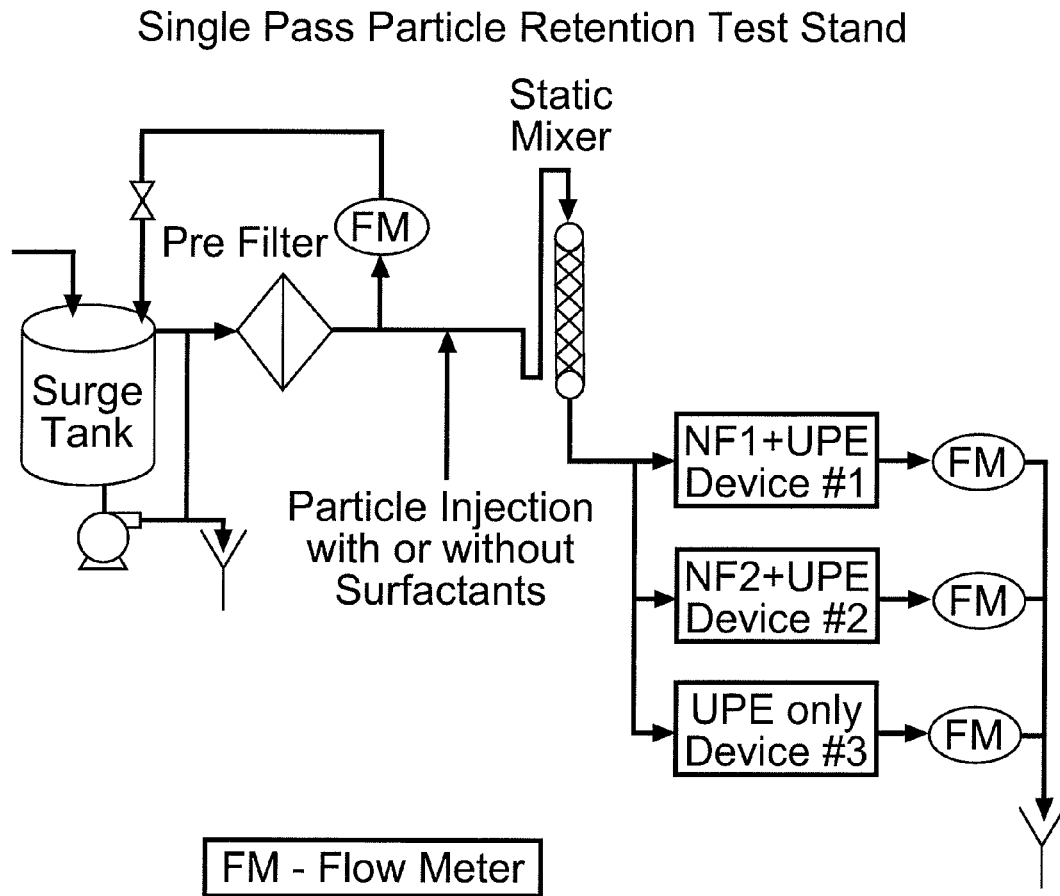 Single Pass Particle Retention Test Stand
Static
Mixer
FM
Pre Filter
Surge
Tank
Particle Injection
with or without
Surfactants
NF1+UPE
Device #1
FM
NF2+UPE
Device #2
FM
UPE only
Device #3
FM
FM - Flow Meter